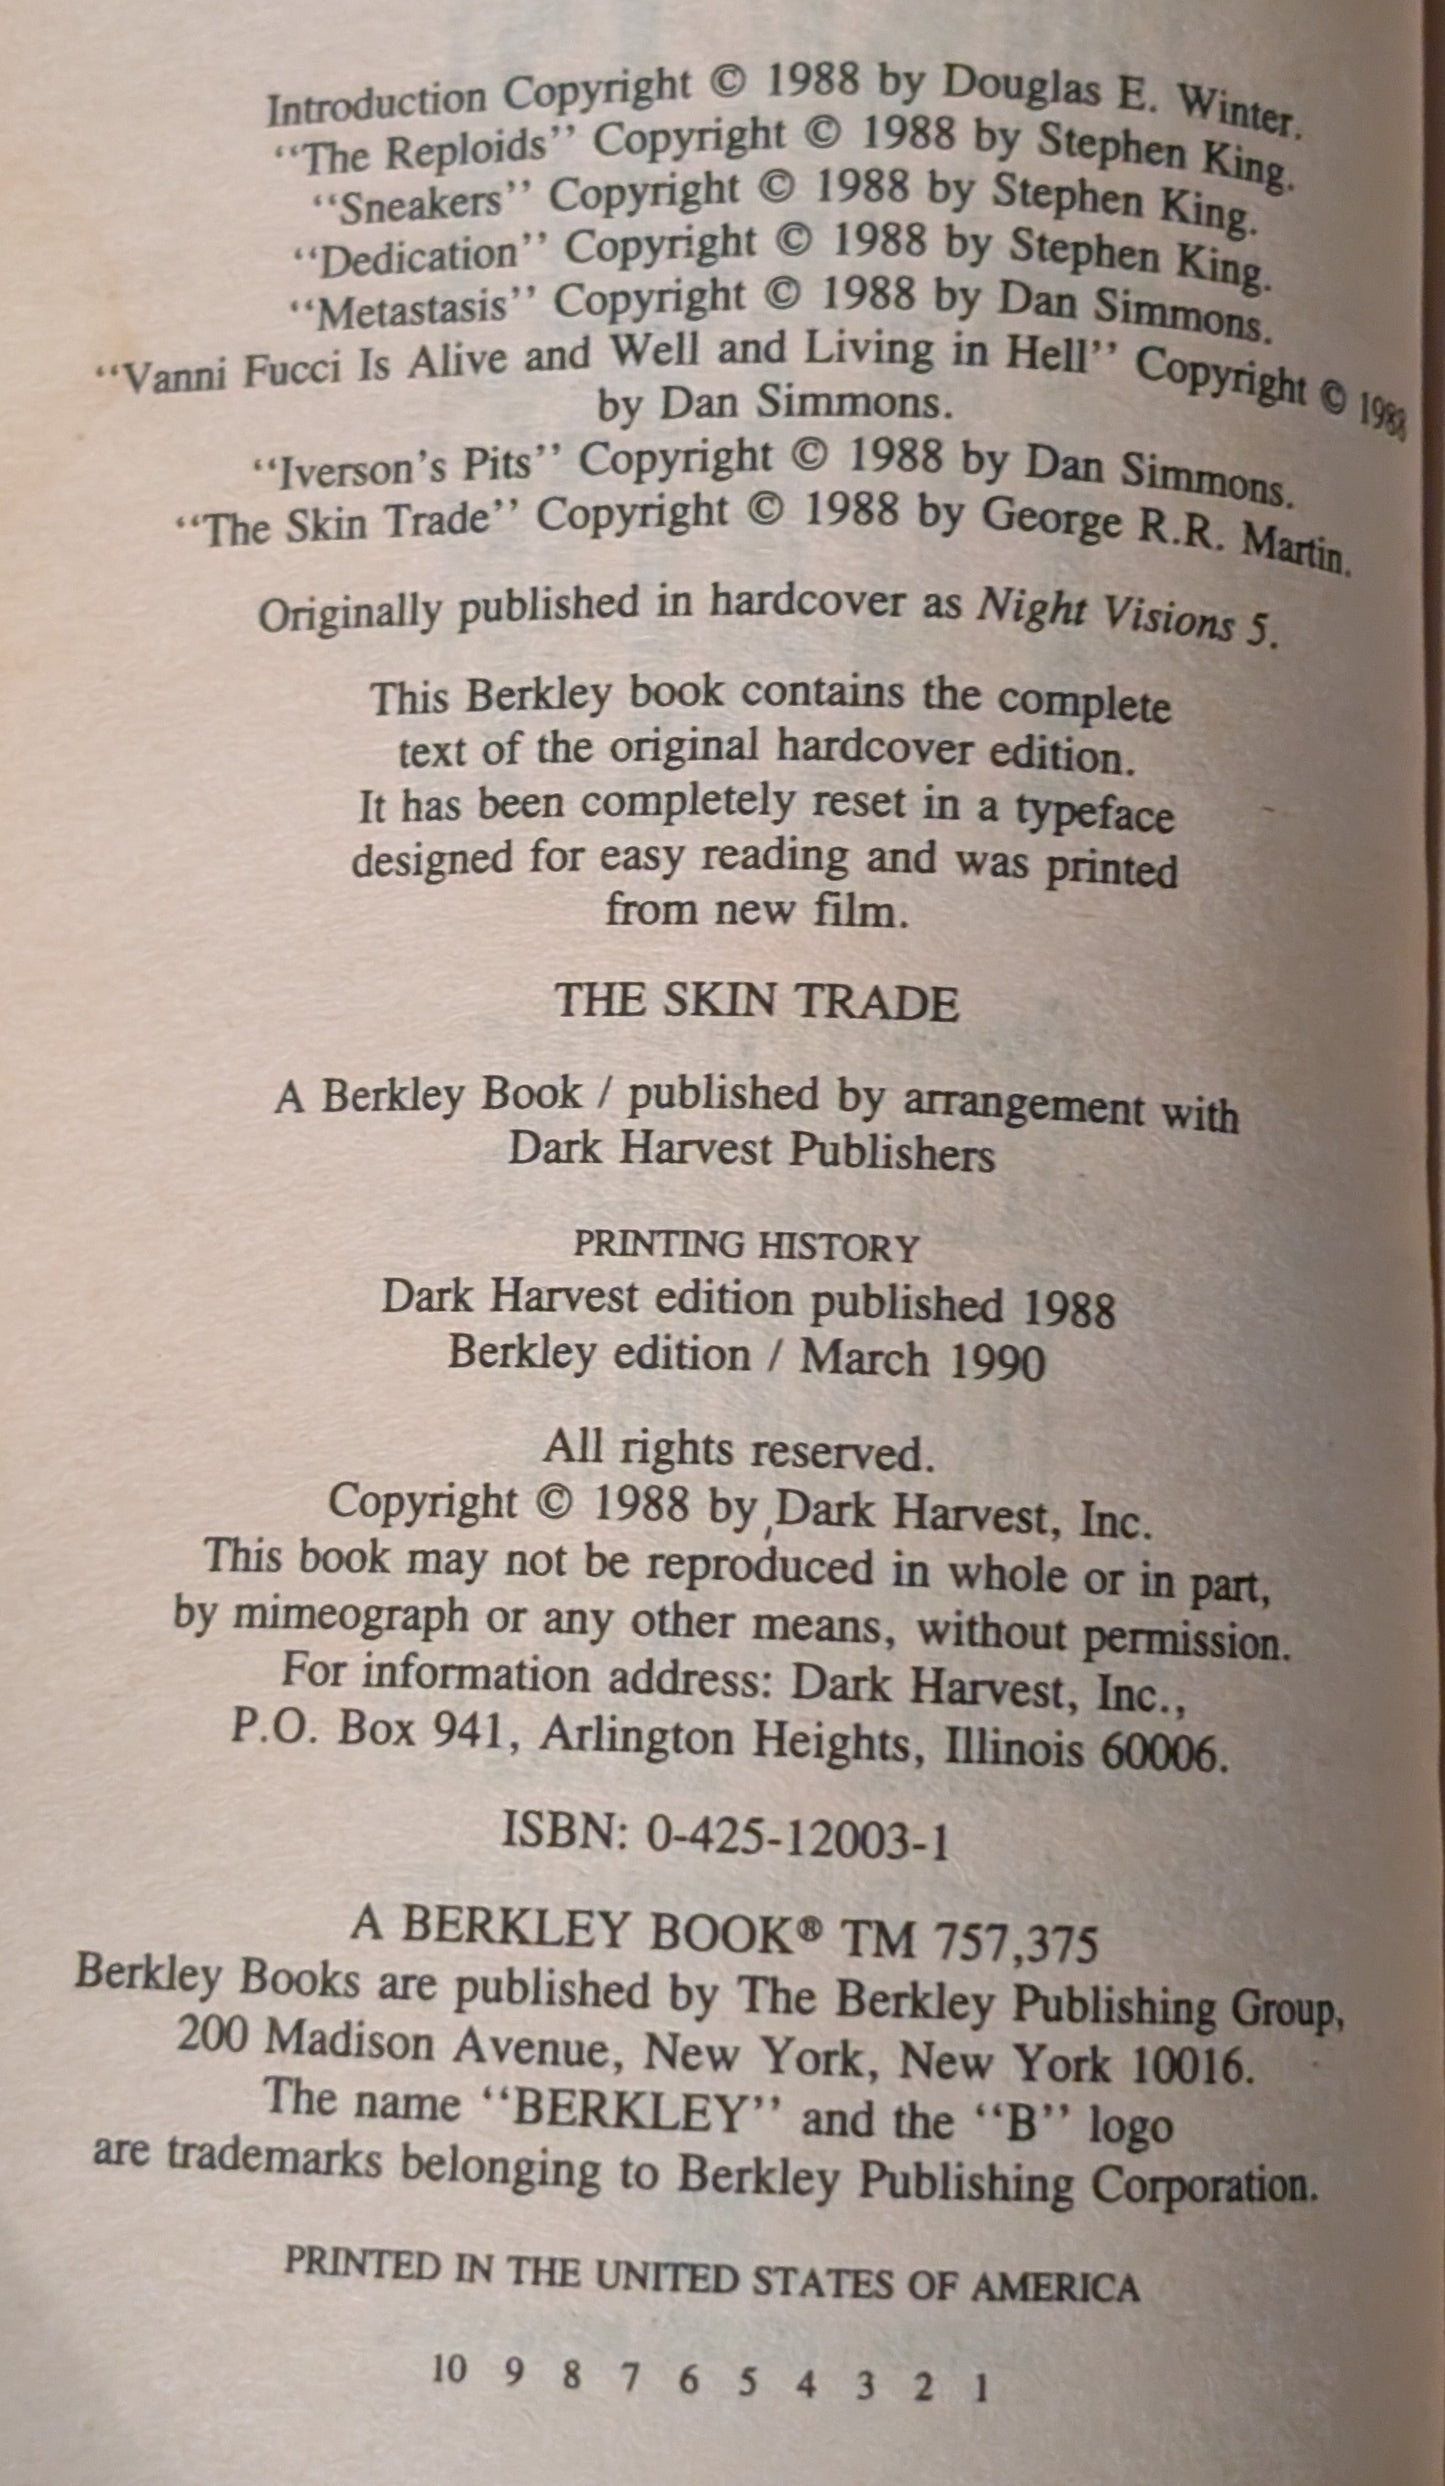 Introduction Copyright © 1988 by Douglas E. Winter.
‘‘The Reploids’’ Copyright © 1988 by Stephen King.
‘‘Sneakers’’ Copyright © 1988 by Stephen King.
‘‘Dedication’’ Copyright © 1988 by Stephen King.
‘‘Metastasis’’ Copyright © 1988 by Dan Simmons.
‘‘Vanni Fucci Is Alive and Well and Living in Hell’’ Copyright © 1988
by Dan Simmons.
‘‘Iverson’s Pits’’ Copyright © 1988 by Dan Simmons.
‘‘The Skin Trade’’ Copyright © 1988 by George R.R. Martin.
Originally published in hardcover as Night Visions 5.
This Berkley book contains the complete
text of the original hardcover edition.
It has been completely reset in a typeface
designed for easy reading and was printed
from new film.
THE SKIN TRADE
A Berkley Book / published by arrangement with
Dark Harvest Publishers
PRINTING HISTORY
Dark Harvest edition published 1988
Berkley edition / March 1990
All rights reserved.
Copyright © 1988 by Dark Harvest, Inc.
This book may not be reproduced in whole or in part,
by mimeograph or any other means, without permission.
For information address: Dark Harvest, Inc.,
P.O. Box 941, Arlington Heights, Illinois 60006.
ISBN: 0-425-12003-1
A BERKLEY BOOK® TM 757,375
Berkley Books are published by The Berkley Publishing Group,
200 Madison Avenue, New York, New York 10016.
The name ‘‘BERKLEY’’ and the ‘‘B’’ logo
are trademarks belonging to Berkley Publishing Corporation.
PRINTED IN THE UNITED STATES OF AMERICA
10 9 8 7 6 5 4 3 2 1